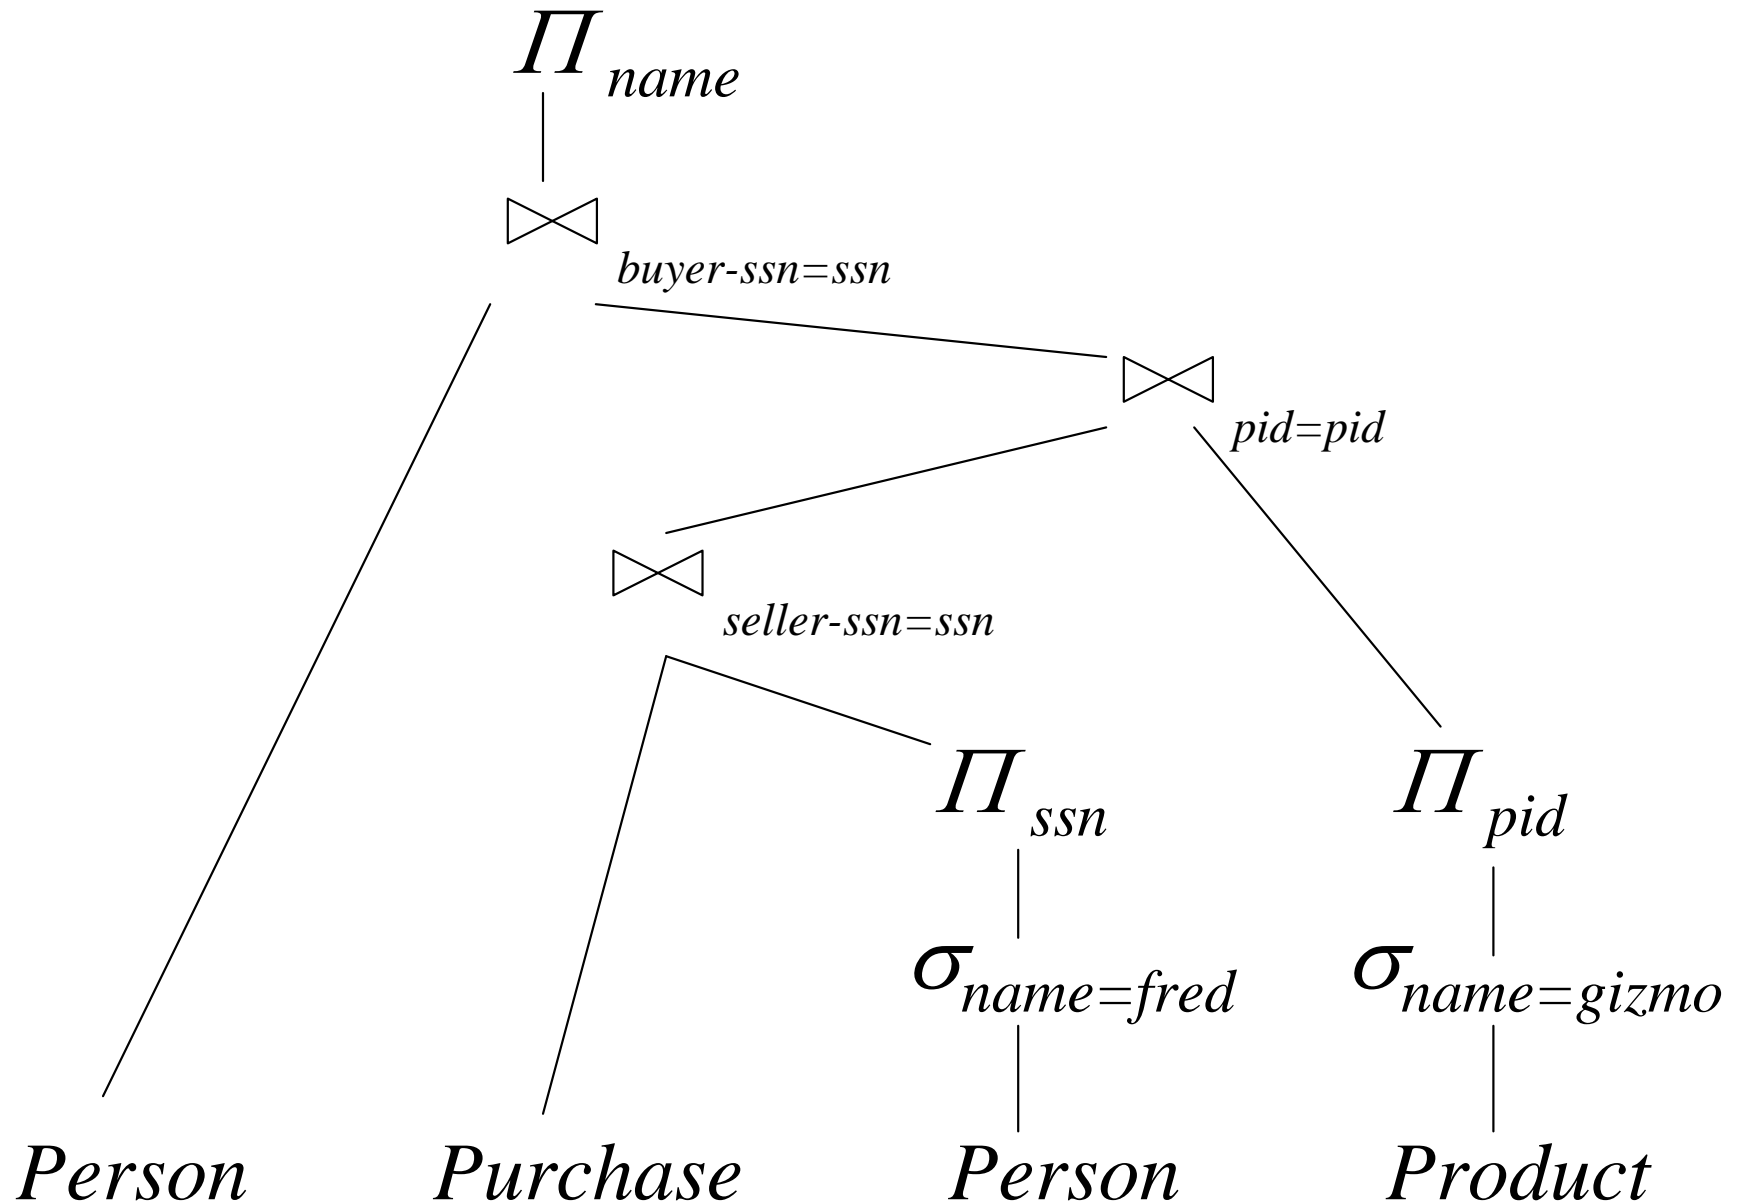 Π name
⋈ buyer-ssn=ssn
⋈ pid=pid
⋈ seller-ssn=ssn
Π ssn Π pid
σ name=fred σ name=gizmo
Person Purchase Person Product